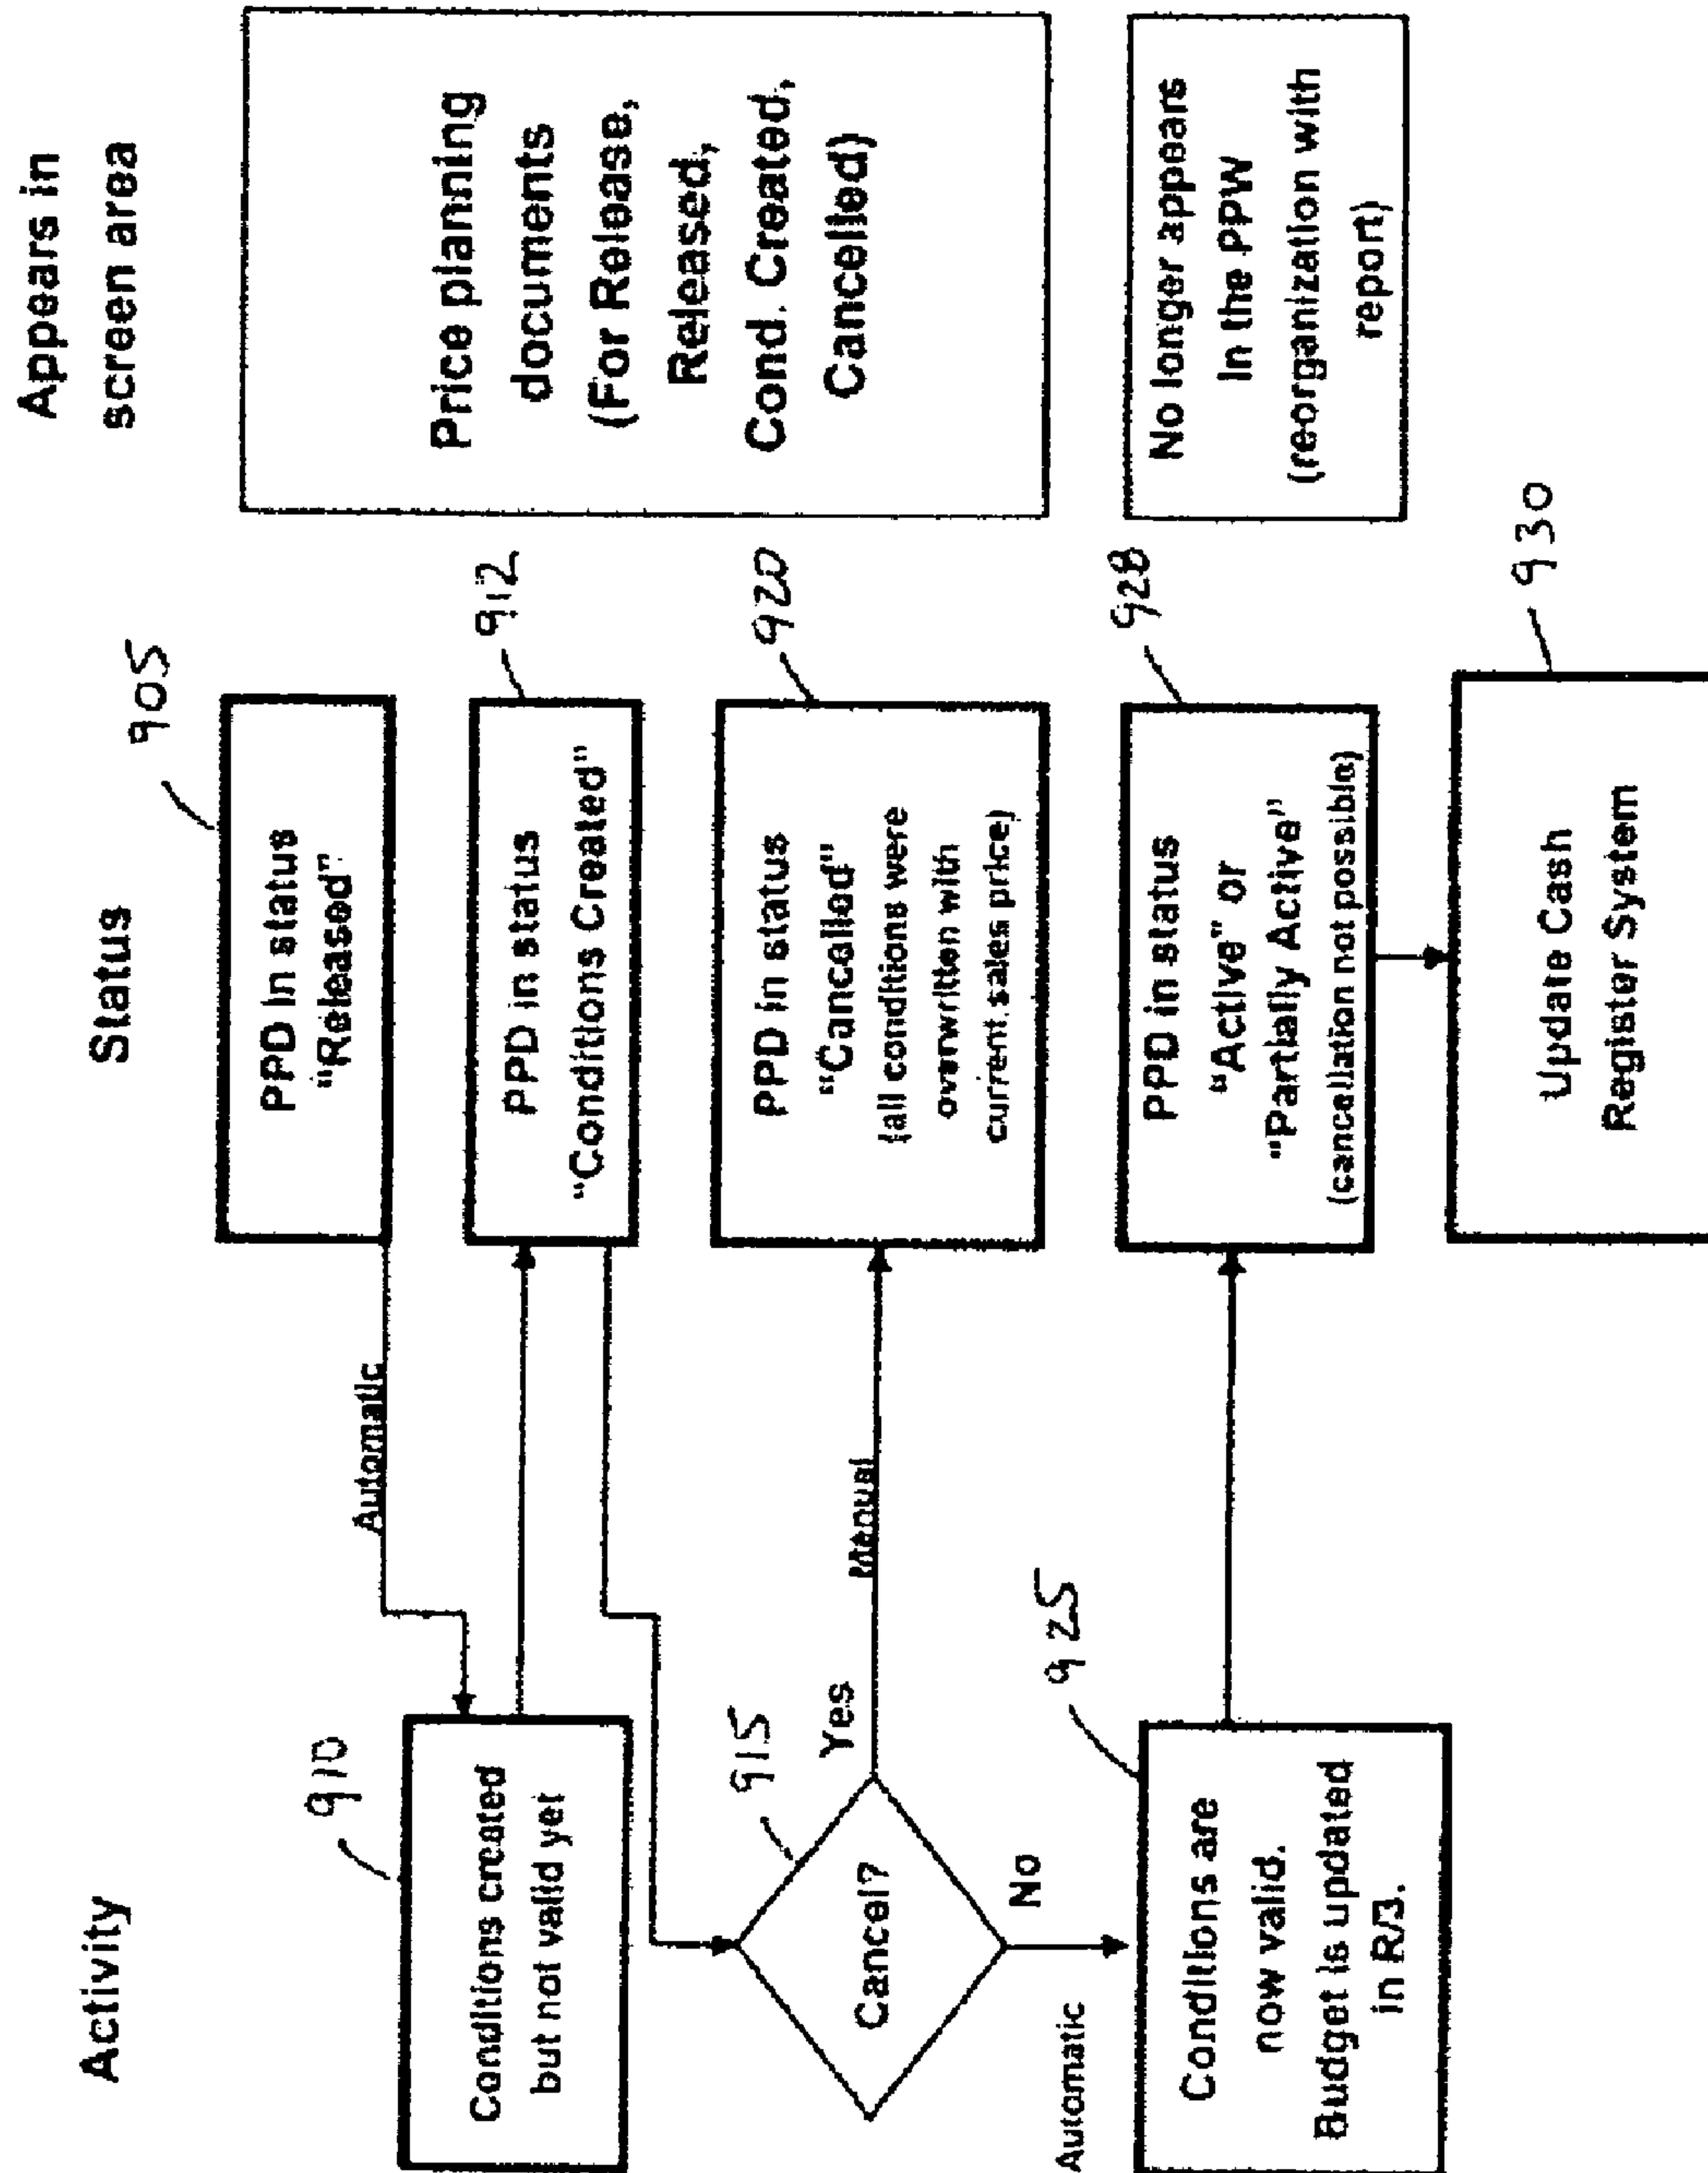 Activity
Status
Appears in
screen area
905
PPD in status
"Released"
Automatic
910
Conditions created
but not valid yet
912
PPD in status
"Conditions Created"
915
Cancel?
Yes
Manual
920
PPD in status
"Cancelled"
(all conditions were
overwritten with
current sales price)
Price planning
documents
(For Release,
Released,
Cond. Created,
Cancelled)
No
Automatic
925
Conditions are
now valid.
Budget is updated
in R/3.
928
PPD in status
"Active" or
"Partially Active"
(cancellation not possible)
No longer appears
In the PPW
(reorganization with
report)
930
Update Cash
Register System